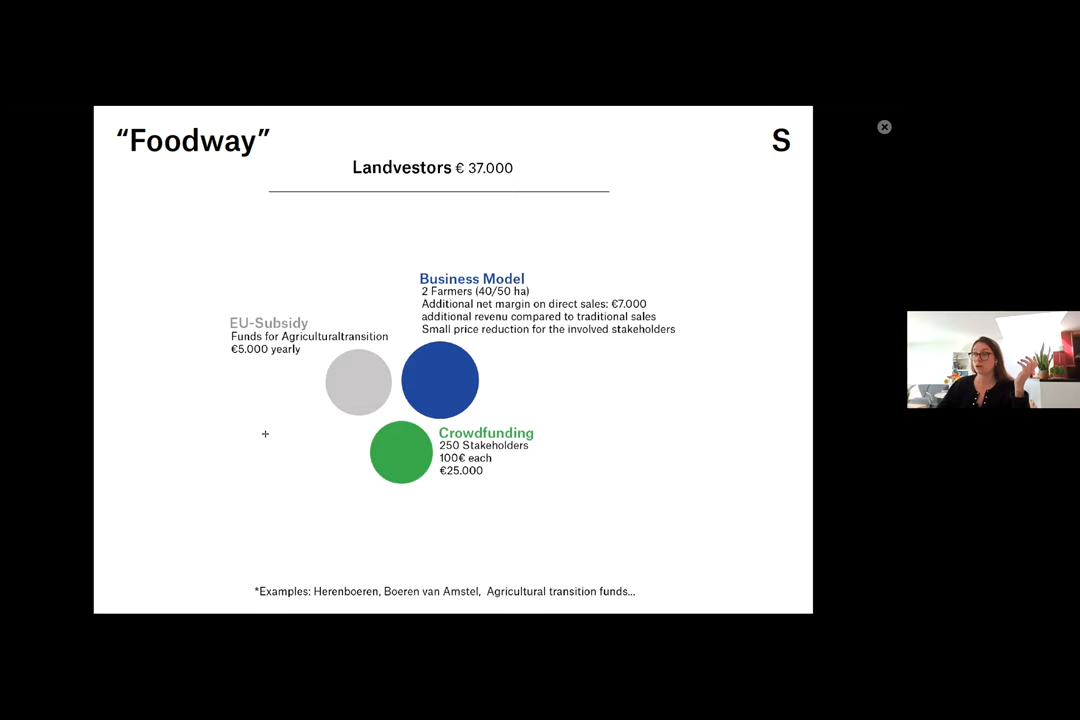 “Foodway”
S
Landvestors € 37.000
Business Model
2 Farmers (40/50 ha)
Additional net margin on direct sales: €7.000
additional revenu compared to traditional sales
Small price reduction for the involved stakeholders
EU-Subsidy
Funds for Agriculturaltransition
€5.000 yearly
Crowdfunding
250 Stakeholders
100€ each
€25.000
*Examples: Herenboeren, Boeren van Amstel, Agricultural transition funds...